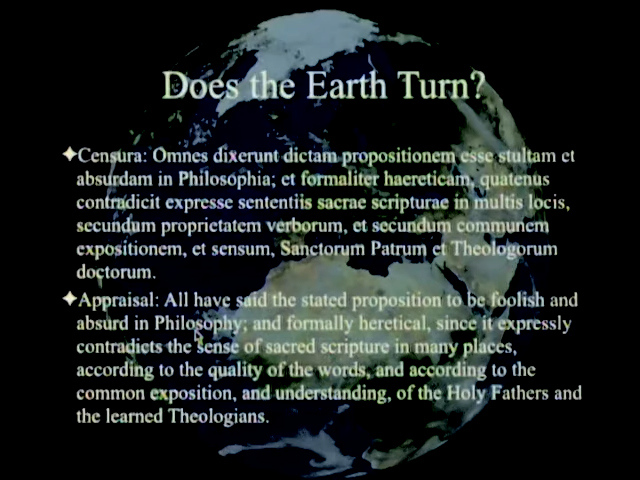 Does the Earth Turn?
Censura: Omnes dixerunt dictam propositionem esse stultam et
absurdam in Philosophia; et formaliter haereticam, quatenus
contradicit expresse sententiis sacrae scripturae in multis locis,
secundum proprietatem verborum, et secundum communem
expositionem, et sensum, Sanctorum Patrum et Theologorum
doctorum.
Appraisal: All have said the stated proposition to be foolish and
absurd in Philosophy; and formally heretical, since it expressly
contradicts the sense of sacred scripture in many places,
according to the quality of the words, and according to the
common exposition, and understanding, of the Holy Fathers and
the learned Theologians.